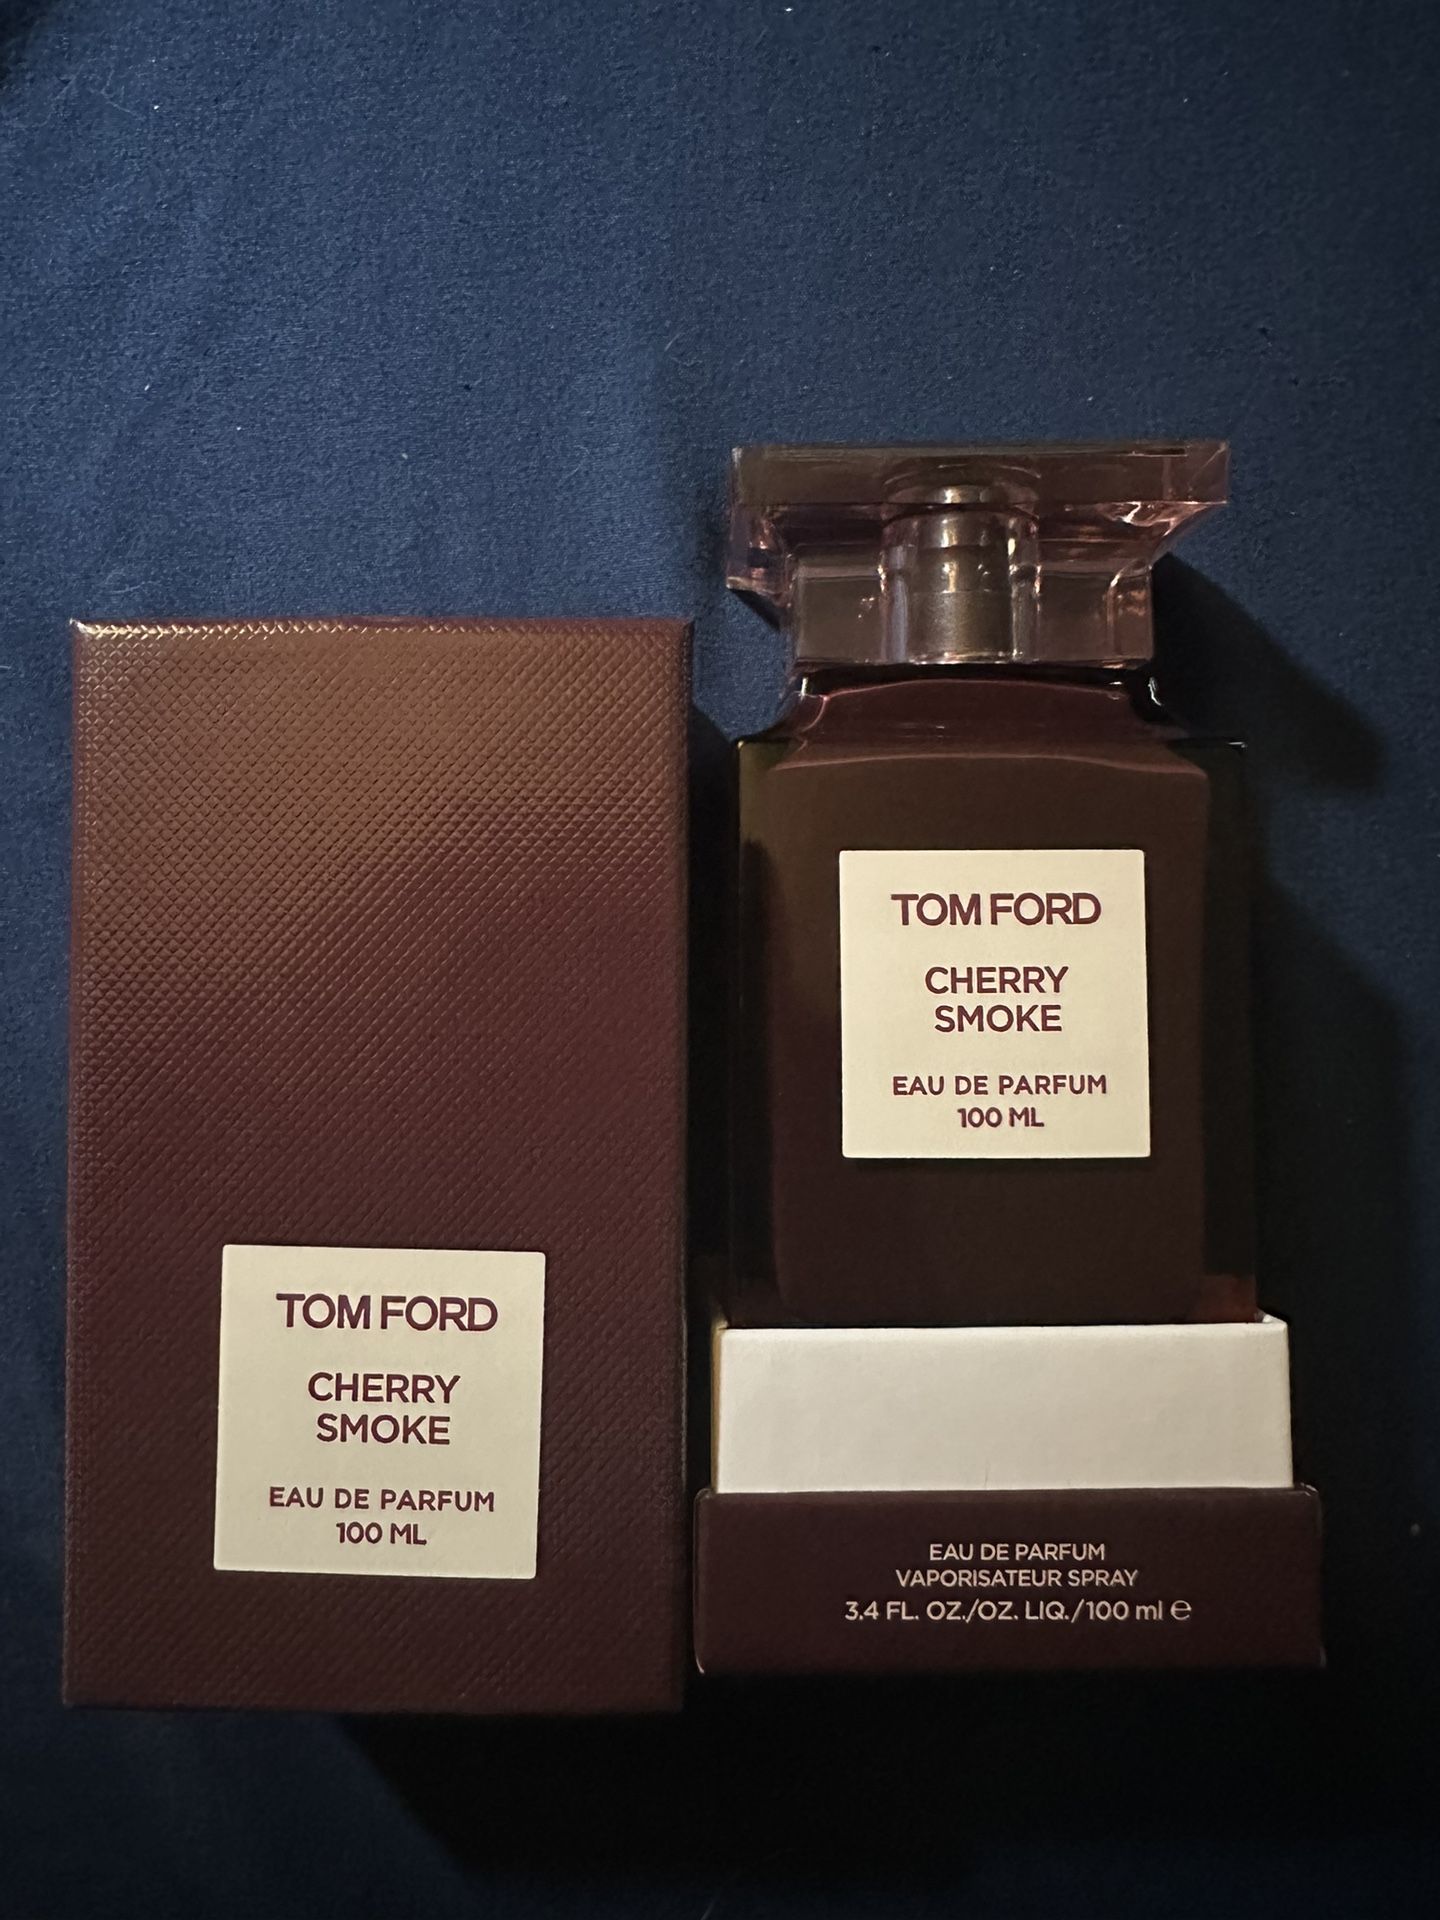 TOM FORD
CHERRY
SMOKE
EAU DE PARFUM
100 ML
TOM FORD
CHERRY
SMOKE
EAU DE PARFUM
100 ML
EAU DE PARFUM
VAPORISATEUR SPRAY
3.4 FL. OZ./OZ. LIQ./100 ml ℮